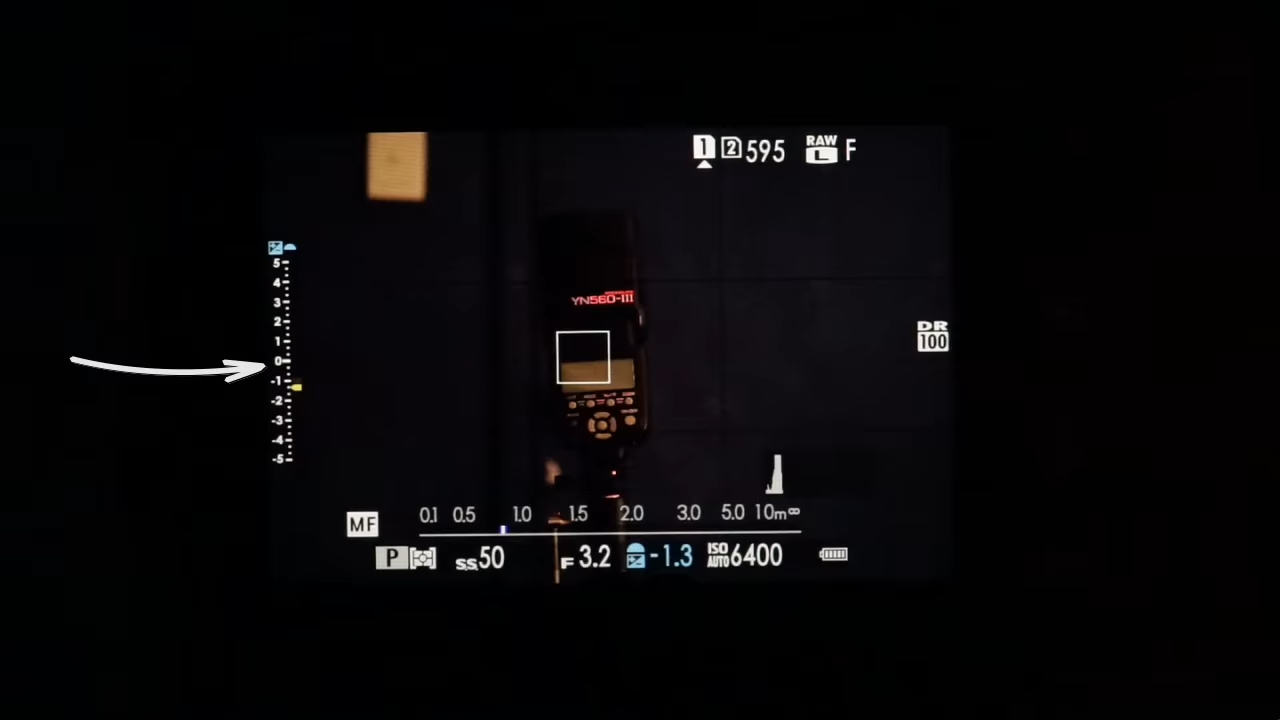 1 2 595 RAW L F
5
4
3
2
1
0
-1
-2
-3
-4
-5
YN560-III
DR
100
0.1 0.5 1.0 1.5 2.0 3.0 5.0 10m∞
MF
P S.S. 50 F 3.2 -1.3 ISO AUTO 6400